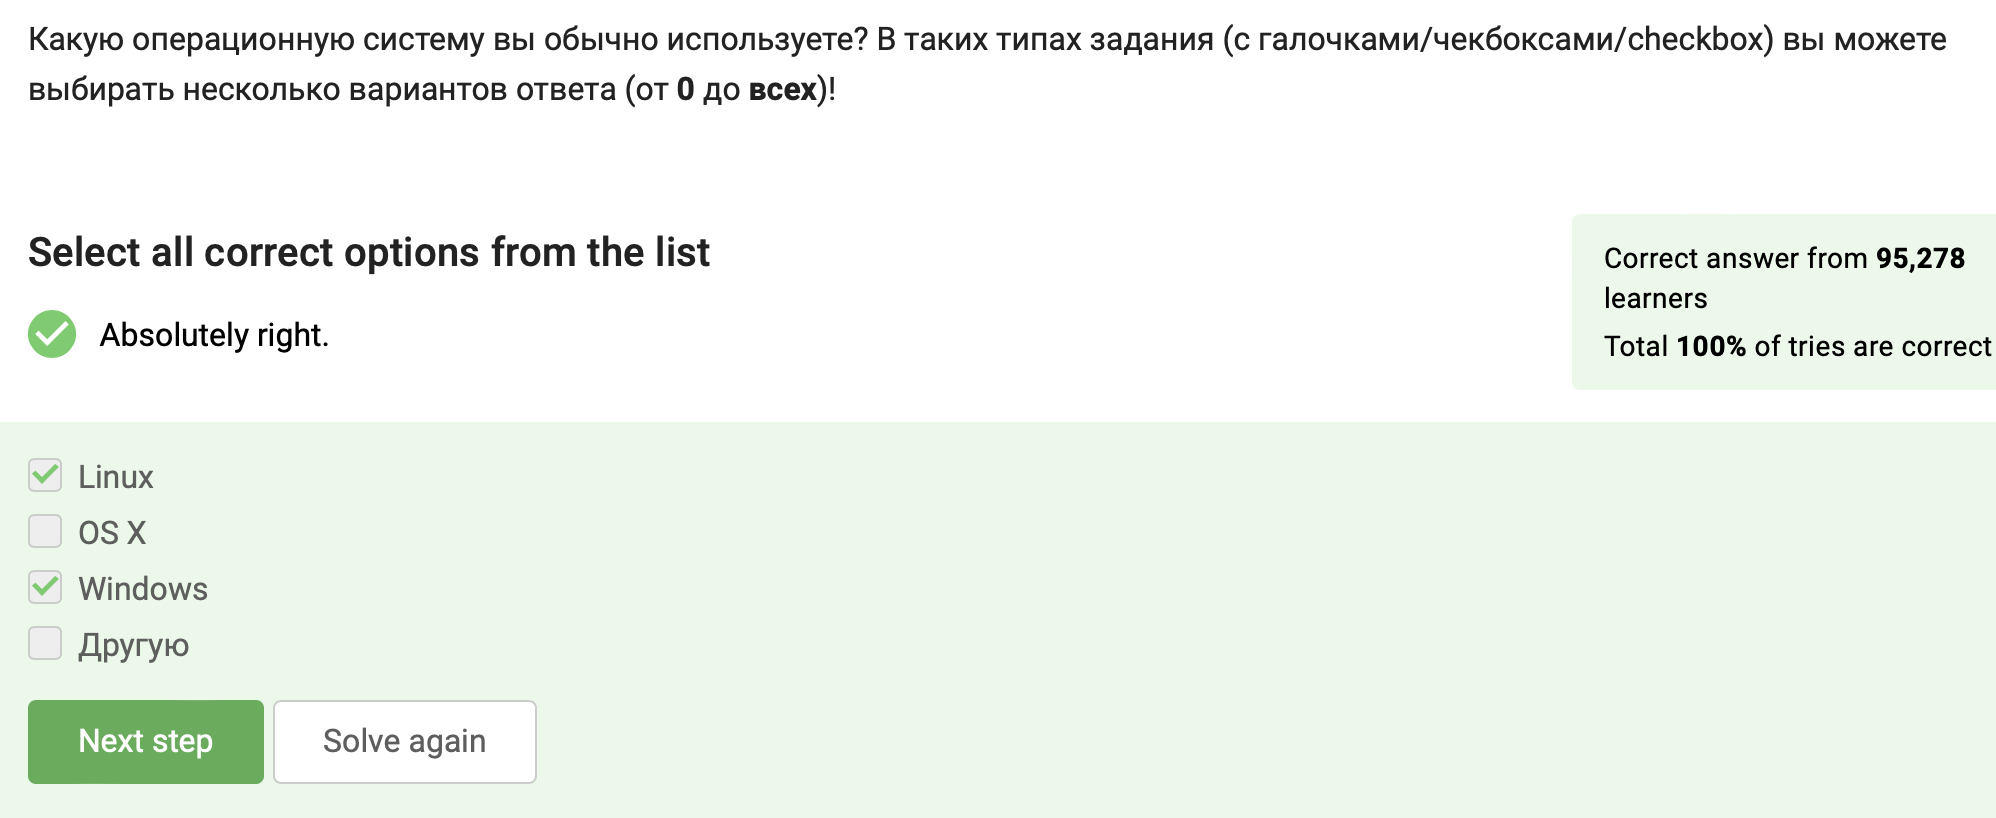 Какую операционную систему вы обычно используете? В таких типах задания (с галочками/чекбоксами/checkbox) вы можете
выбирать несколько вариантов ответа (от 0 до всех)!
Select all correct options from the list
Absolutely right.
Correct answer from 95,278
learners
Total 100% of tries are correct
Linux
OS X
Windows
Другую
Next step
Solve again